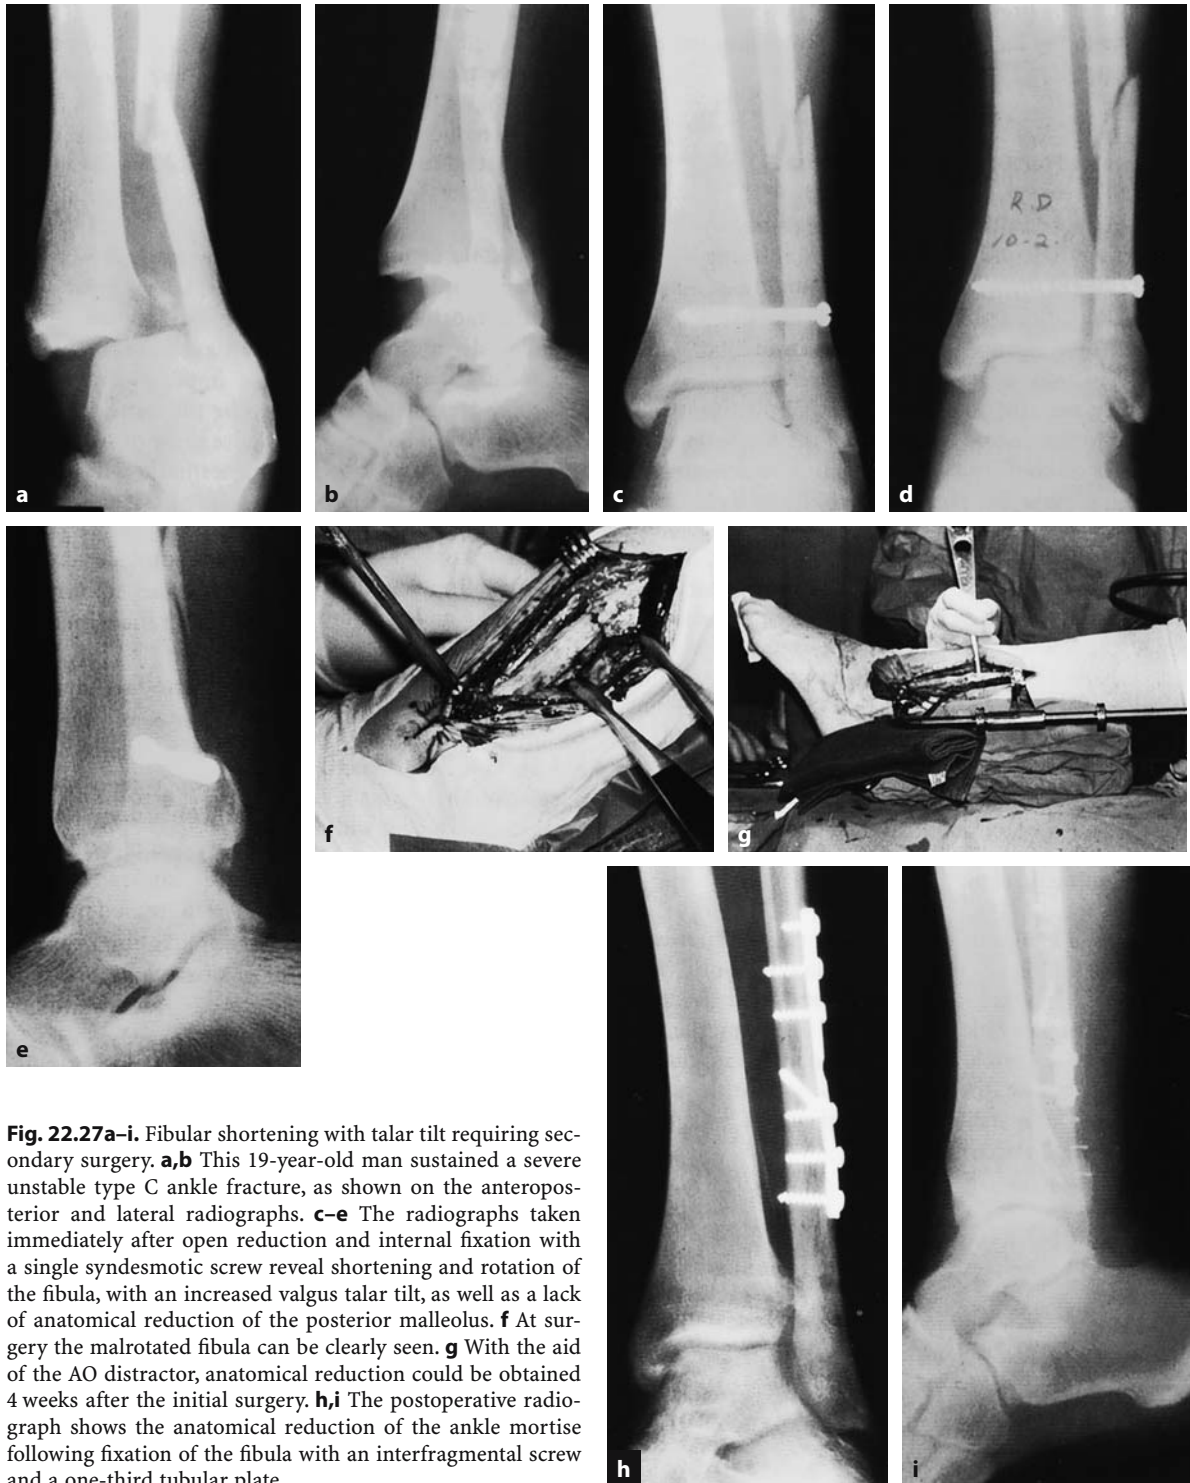 a
b
c
R.D
10-2.
d
e
f
g
h
i
Fig. 22.27a–i. Fibular shortening with talar tilt requiring sec-
ondary surgery. a,b This 19-year-old man sustained a severe
unstable type C ankle fracture, as shown on the anteropos-
terior and lateral radiographs. c–e The radiographs taken
immediately after open reduction and internal fixation with
a single syndesmotic screw reveal shortening and rotation of
the fibula, with an increased valgus talar tilt, as well as a lack
of anatomical reduction of the posterior malleolus. f At sur-
gery the malrotated fibula can be clearly seen. g With the aid
of the AO distractor, anatomical reduction could be obtained
4 weeks after the initial surgery. h,i The postoperative radio-
graph shows the anatomical reduction of the ankle mortise
following fixation of the fibula with an interfragmental screw
and a one-third tubular plate